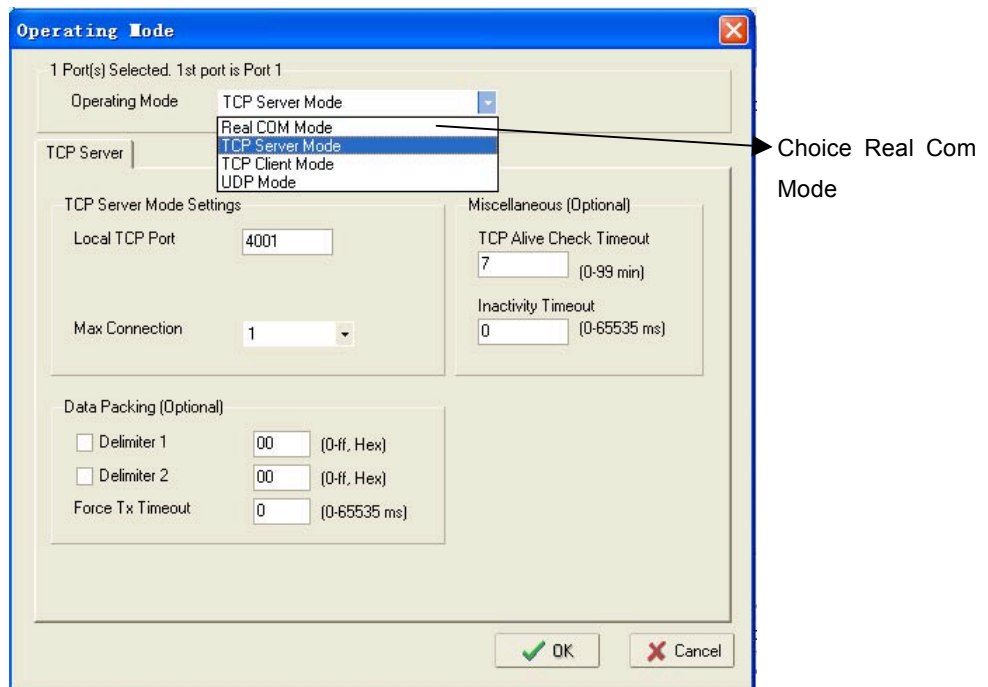 Operating Mode
1 Port(s) Selected. 1st port is Port 1
Operating Mode TCP Server Mode
Real COM Mode
TCP Server Mode
TCP Client Mode
UDP Mode
Choice Real Com
Mode
TCP Server
TCP Server Mode Settings
Local TCP Port 4001
Max Connection 1
Miscellaneous (Optional)
TCP Alive Check Timeout
7 (0-99 min)
Inactivity Timeout
0 (0-65535 ms)
Data Packing (Optional)
Delimiter 1 00 (0-ff, Hex)
Delimiter 2 00 (0-ff, Hex)
Force Tx Timeout 0 (0-65535 ms)
OK Cancel